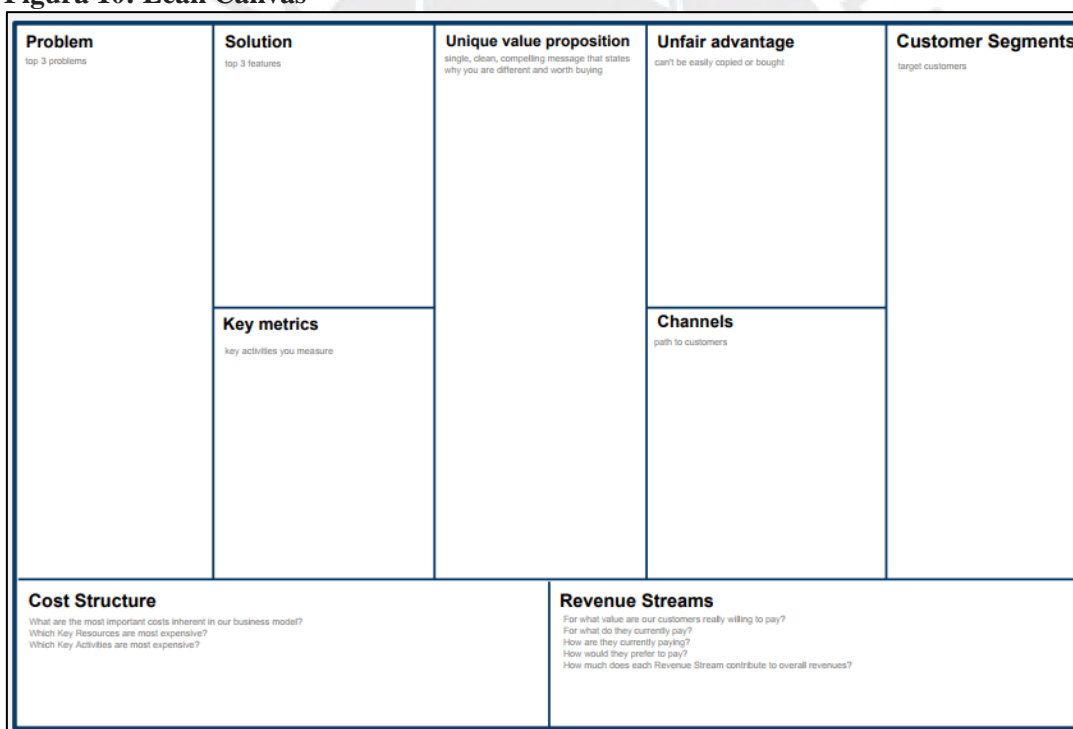 Figura 10: Lean Canvas
Problem
top 3 problems
Solution
top 3 features
Unique value proposition
single, clean, compelling message that states
why you are different and worth buying
Unfair advantage
can't be easily copied or bought
Customer Segments
target customers
Key metrics
key activities you measure
Channels
path to customers
Cost Structure
What are the most important costs inherent in our business model?
Which Key Resources are most expensive?
Which Key Activities are most expensive?
Revenue Streams
For what value are our customers really willing to pay?
For what do they currently pay?
How are they currently paying?
How would they prefer to pay?
How much does each Revenue Stream contribute to overall revenues?